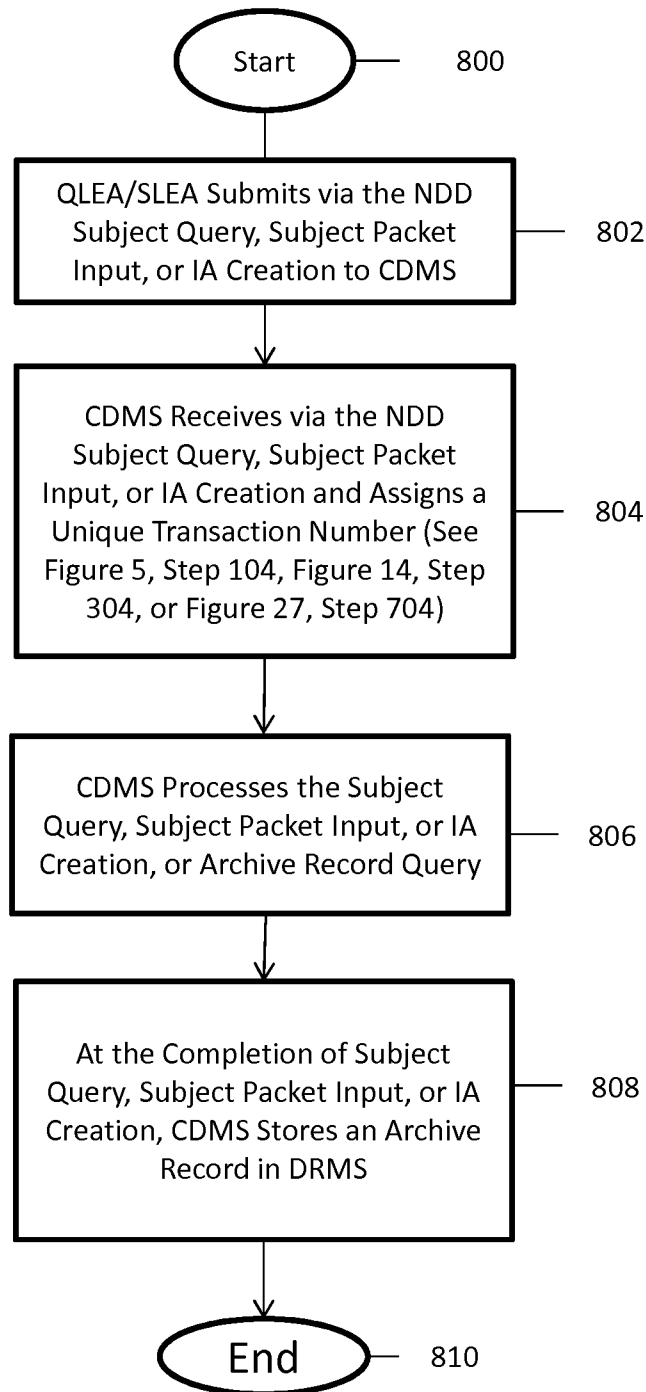 Start
800
QLEA/SLEA Submits via the NDD
Subject Query, Subject Packet
Input, or IA Creation to CDMS
802
CDMS Receives via the NDD
Subject Query, Subject Packet
Input, or IA Creation and Assigns a
Unique Transaction Number (See
Figure 5, Step 104, Figure 14, Step
304, or Figure 27, Step 704)
804
CDMS Processes the Subject
Query, Subject Packet Input, or IA
Creation, or Archive Record Query
806
At the Completion of Subject
Query, Subject Packet Input, or IA
Creation, CDMS Stores an Archive
Record in DRMS
808
End
810